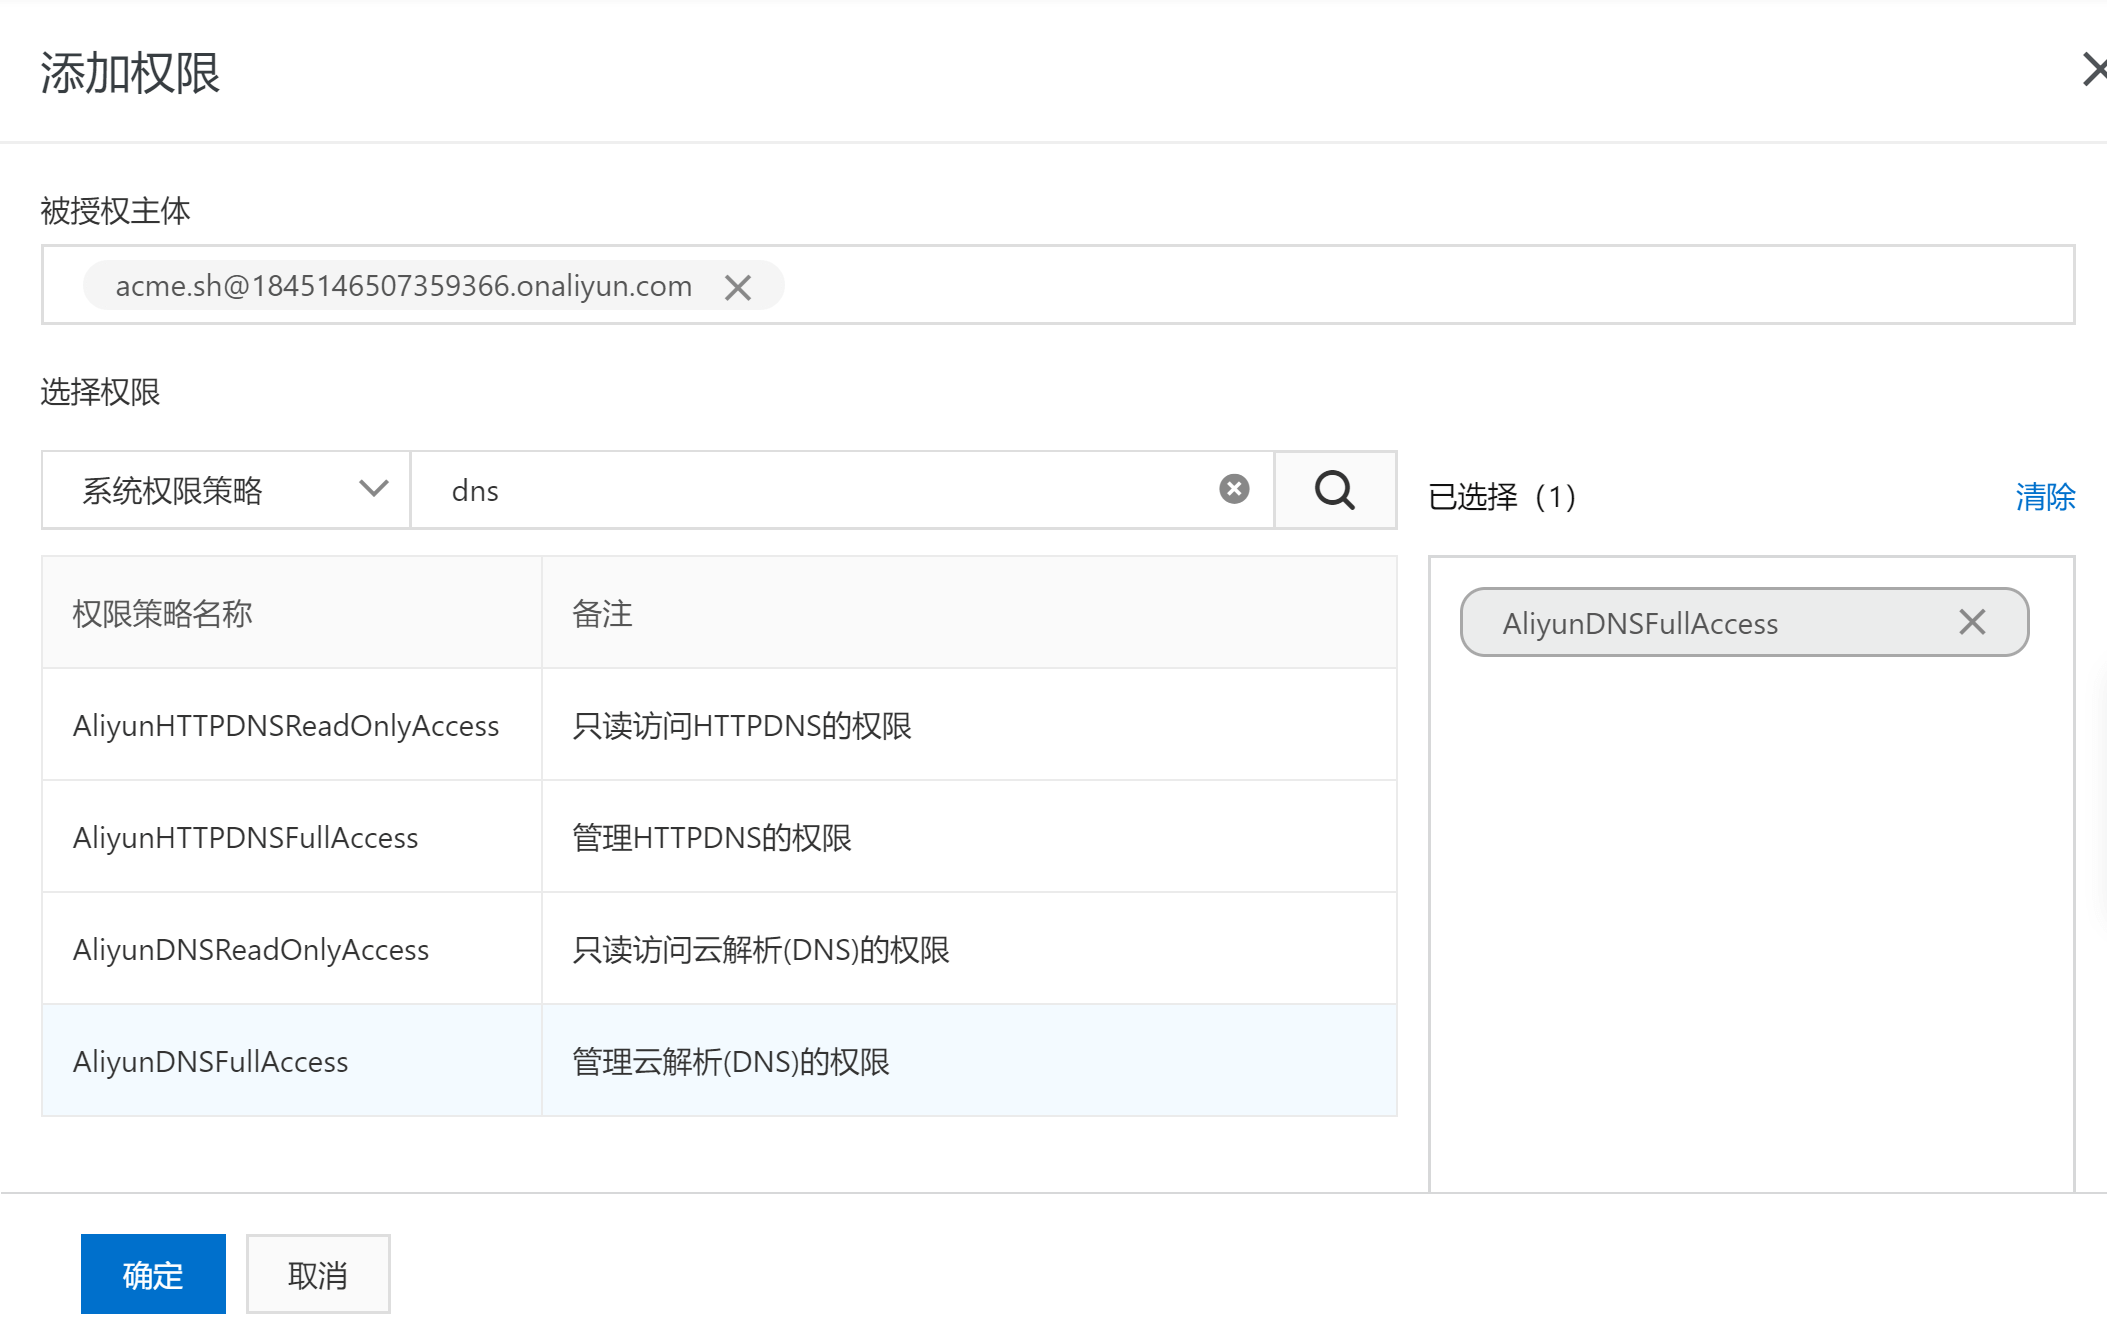 添加权限
被授权主体
acme.sh@1845146507359366.onaliyun.com
选择权限
系统权限策略 dns 已选择（1） 清除
权限策略名称 备注 AliyunDNSFullAccess
AliyunHTTPDNSReadOnlyAccess 只读访问HTTPDNS的权限
AliyunHTTPDNSFullAccess 管理HTTPDNS的权限
AliyunDNSReadOnlyAccess 只读访问云解析(DNS)的权限
AliyunDNSFullAccess 管理云解析(DNS)的权限
确定 取消